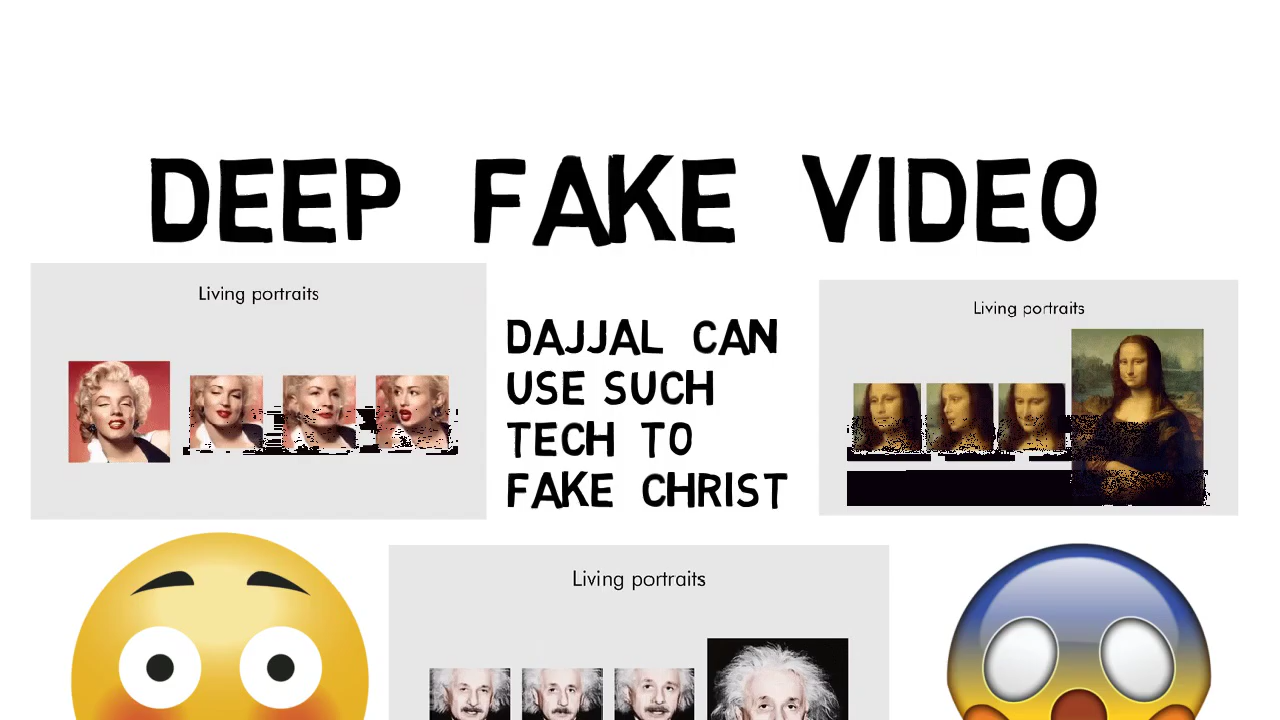 DEEP FAKE VIDEO
Living portraits
DAJJAL CAN
USE SUCH
TECH TO
FAKE CHRIST
Living portraits
Living portraits